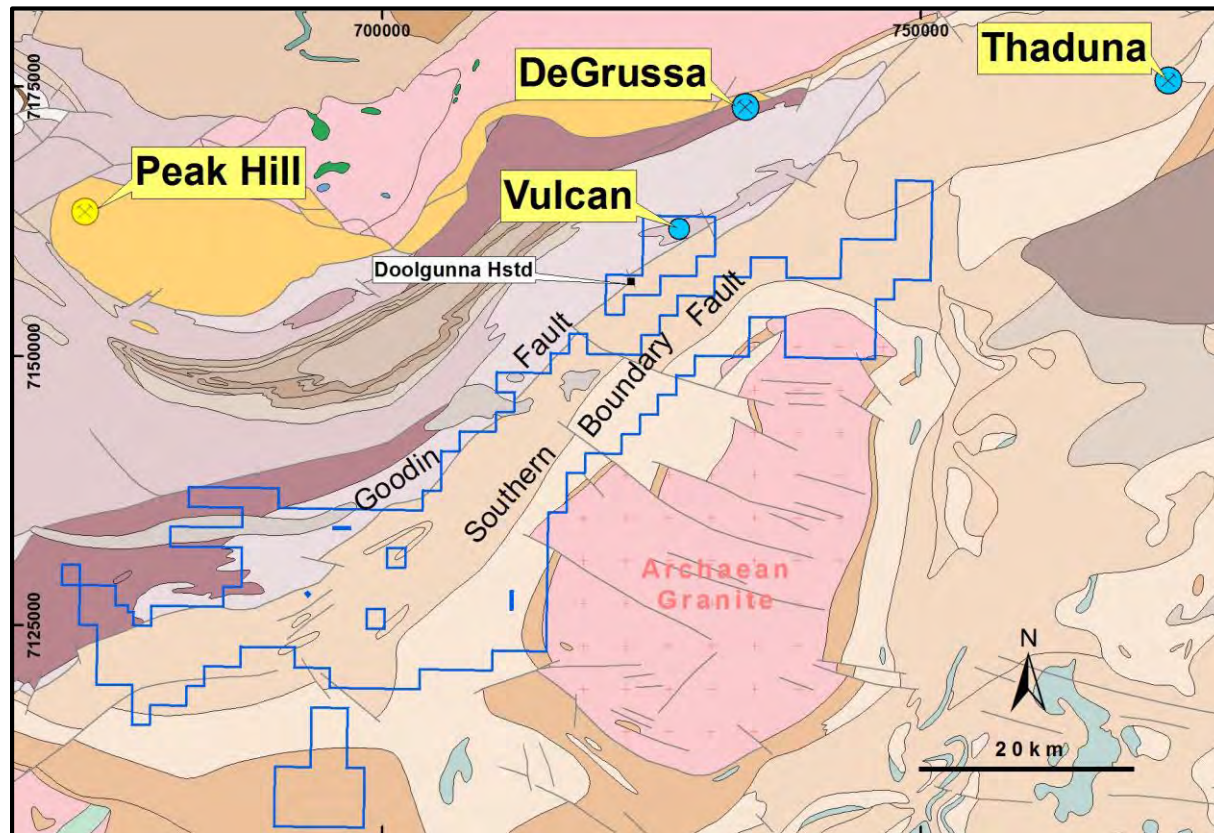 700000
750000
7175000
7150000
7125000
Thaduna
DeGrussa
Peak Hill
Vulcan
Doolgunna Hstd
Goodin Fault
Southern Boundary Fault
Archaean
Granite
N
20km